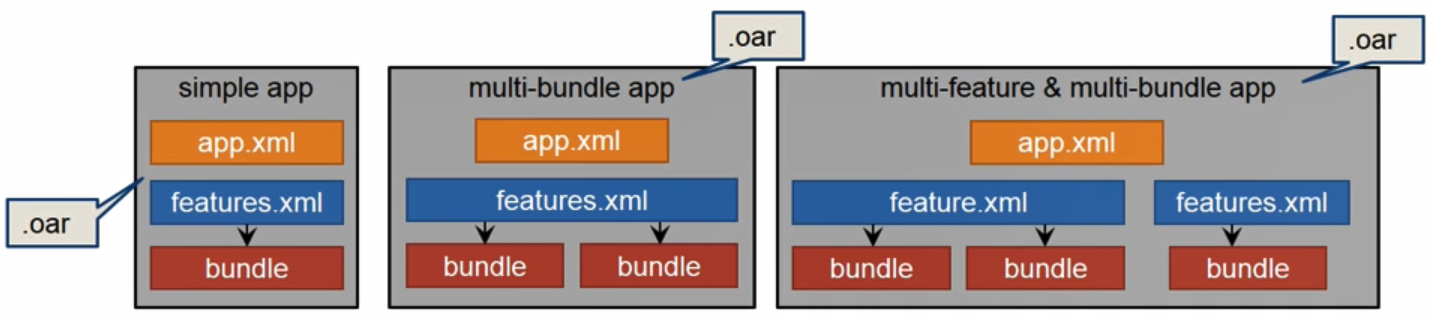 .oar
simple app
app.xml
features.xml
bundle
.oar
multi-bundle app
app.xml
features.xml
bundle
bundle
.oar
multi-feature & multi-bundle app
app.xml
feature.xml
features.xml
bundle
bundle
bundle